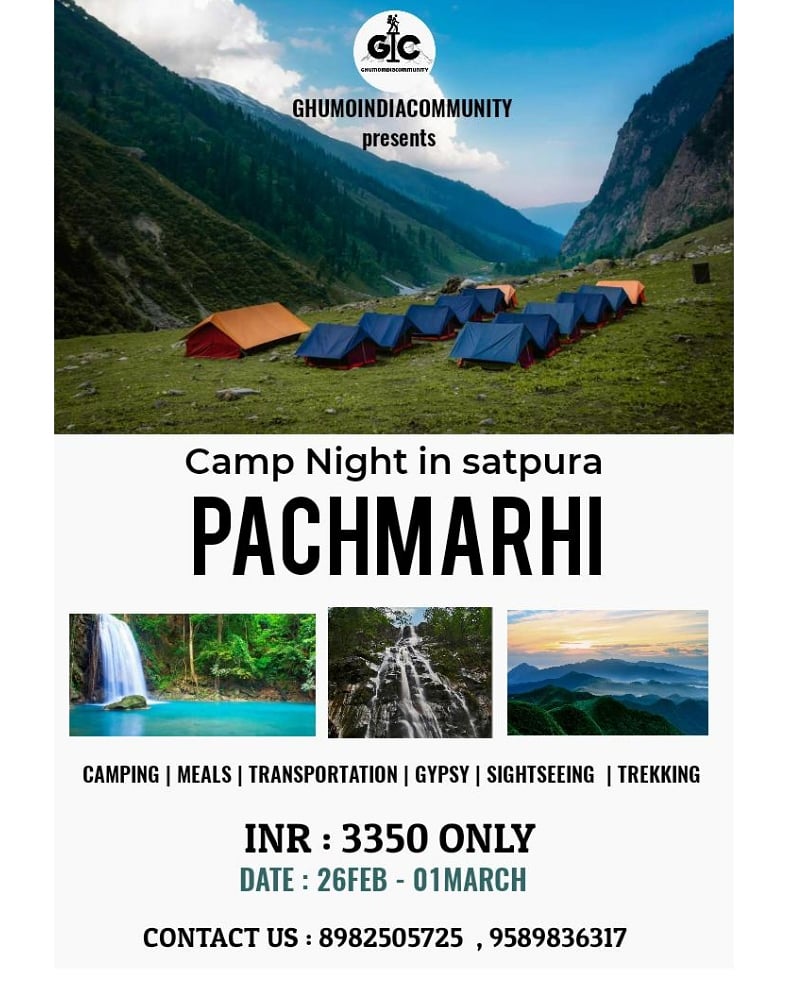 GIC
GHUMOINDIACOMMUNITY
GHUMOINDIACOMMUNITY
presents
Camp Night in satpura
PACHMARHI
CAMPING | MEALS | TRANSPORTATION | GYPSY | SIGHTSEEING | TREKKING
INR : 3350 ONLY
DATE : 26FEB - 01MARCH
CONTACT US : 8982505725 , 9589836317